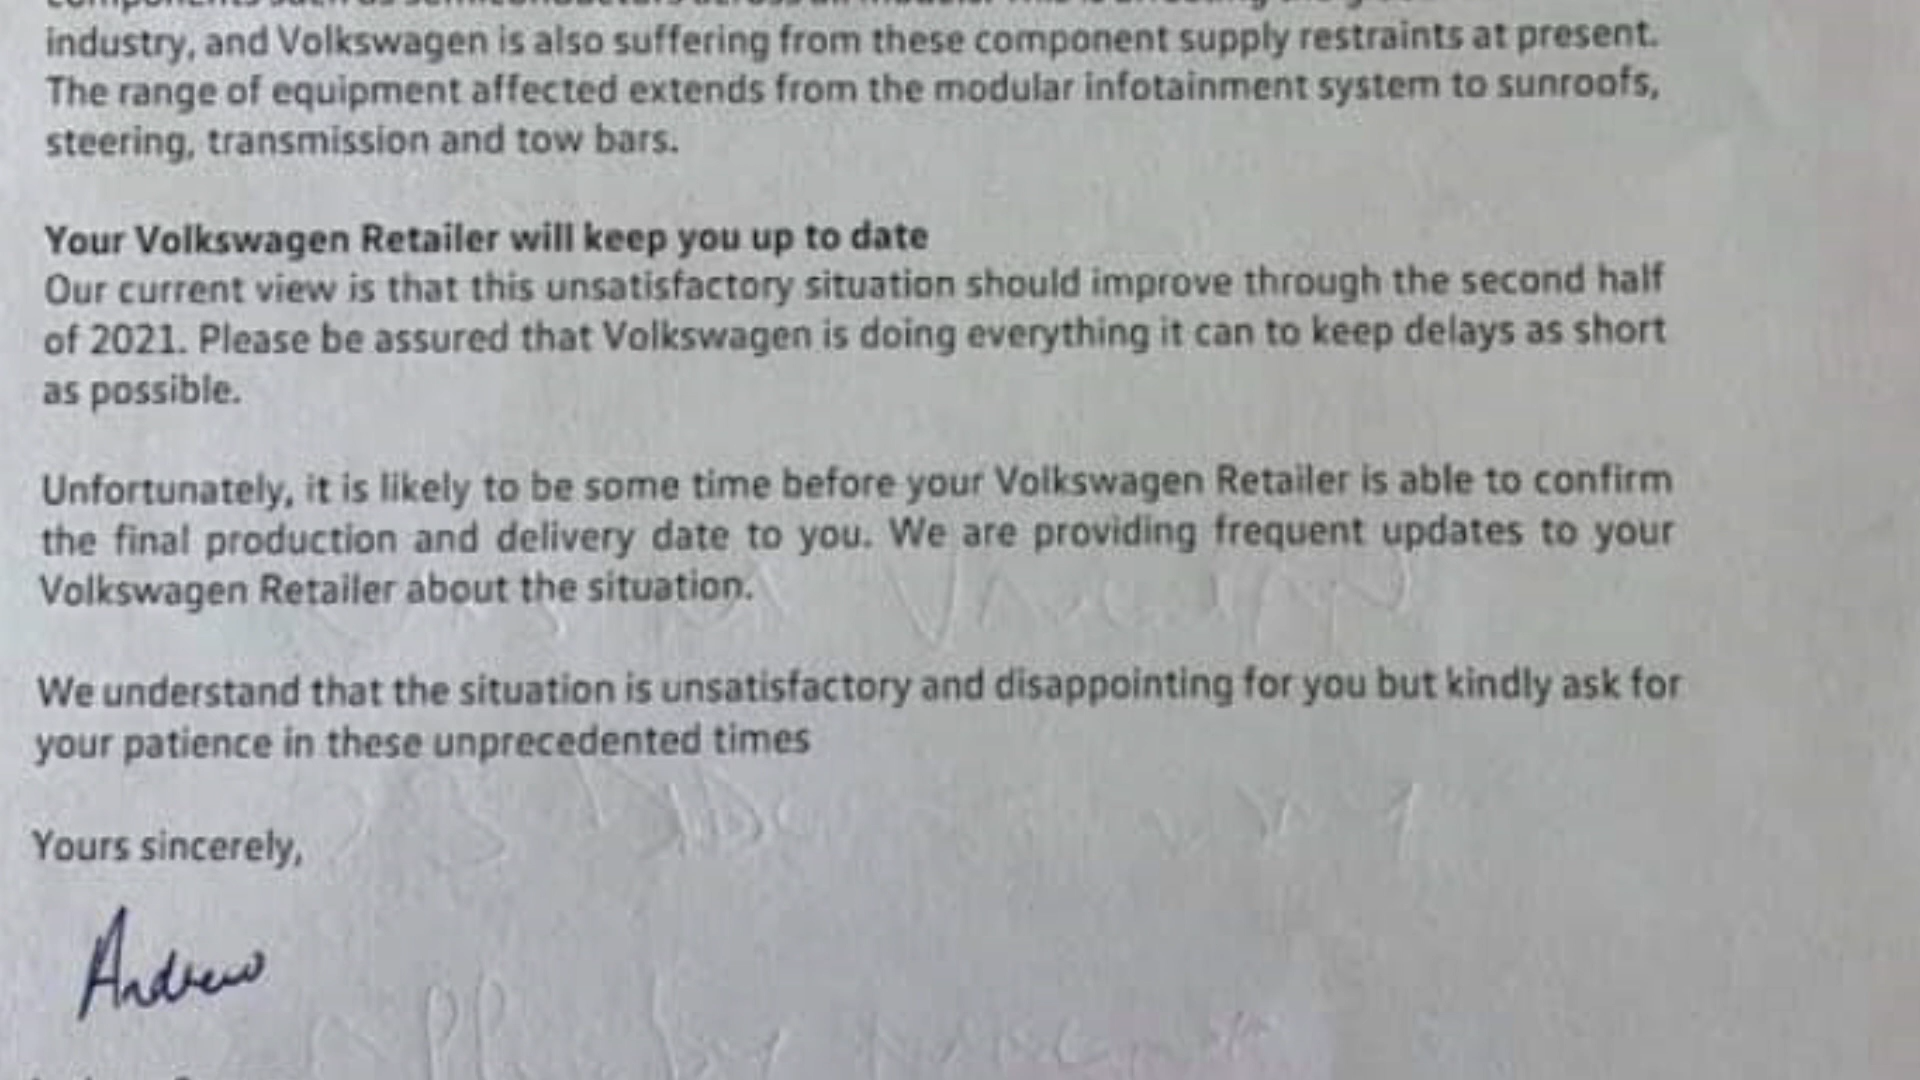 industry, and Volkswagen is also suffering from these component supply restraints at present.
The range of equipment affected extends from the modular infotainment system to sunroofs,
steering, transmission and tow bars.
Your Volkswagen Retailer will keep you up to date
Our current view is that this unsatisfactory situation should improve through the second half
of 2021. Please be assured that Volkswagen is doing everything it can to keep delays as short
as possible.
Unfortunately, it is likely to be some time before your Volkswagen Retailer is able to confirm
the final production and delivery date to you. We are providing frequent updates to your
Volkswagen Retailer about the situation.
We understand that the situation is unsatisfactory and disappointing for you but kindly ask for
your patience in these unprecedented times
Yours sincerely,
Andrew